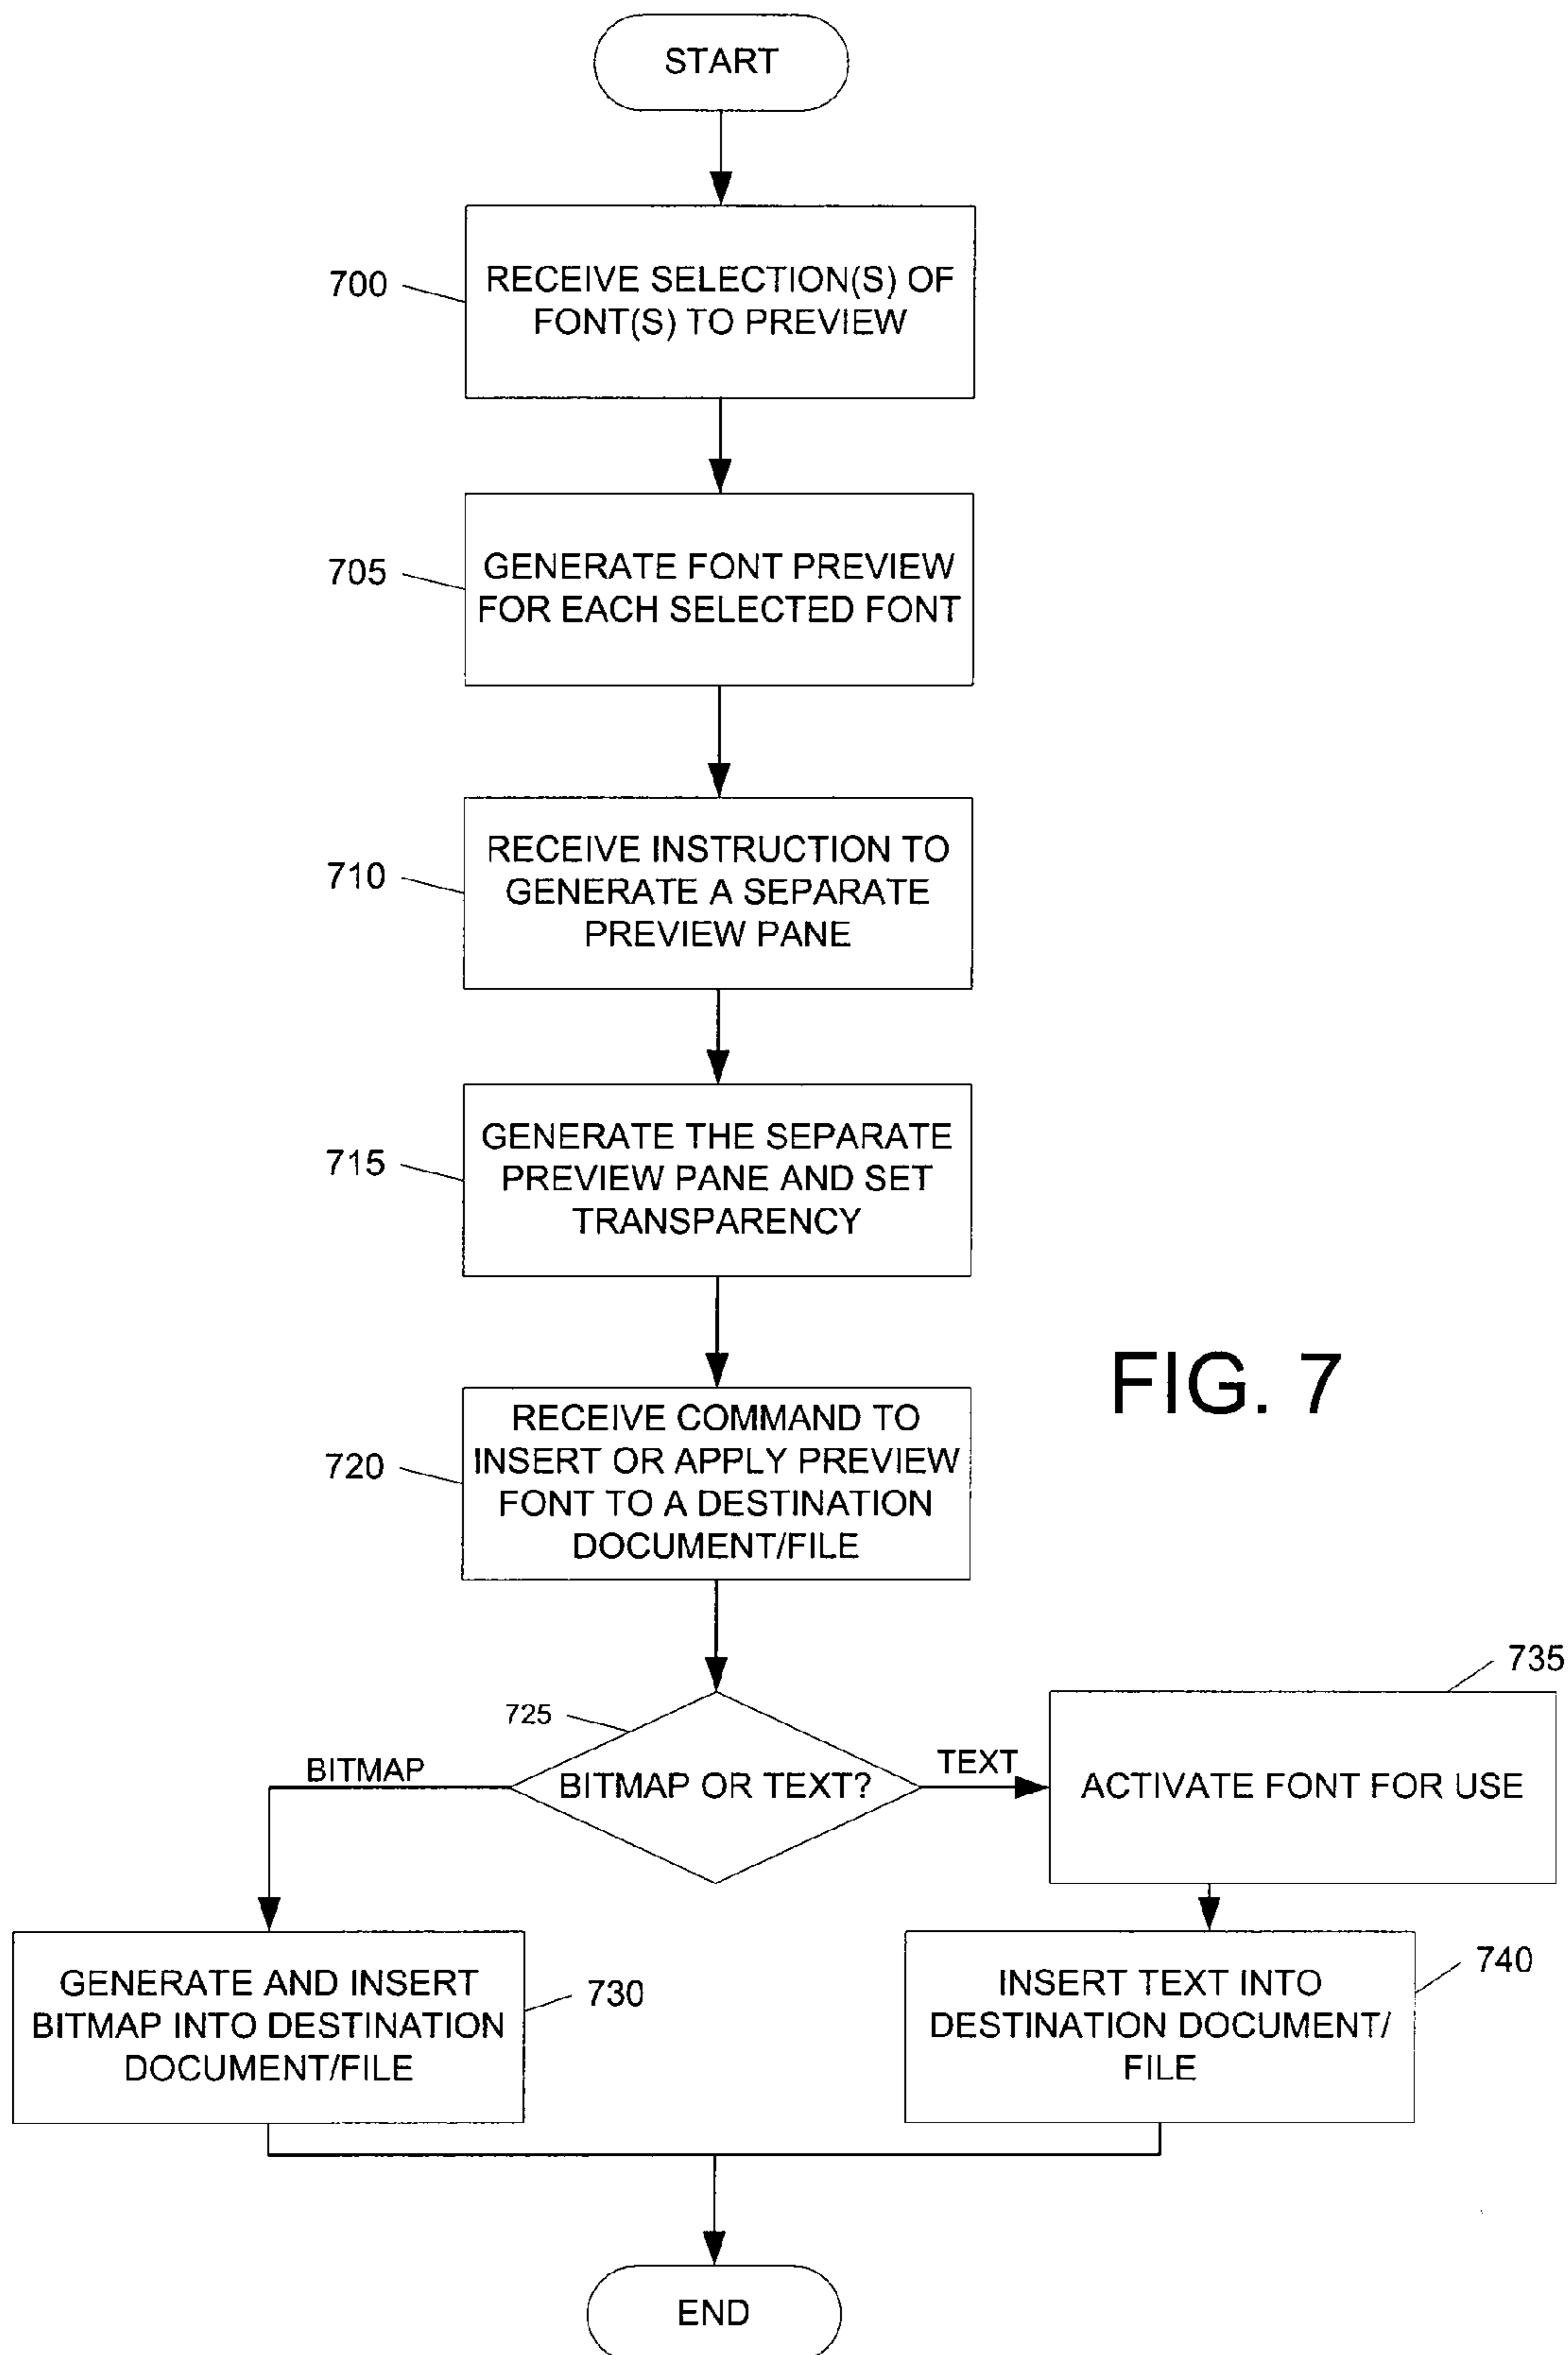 START
700
RECEIVE SELECTION(S) OF
FONT(S) TO PREVIEW
705
GENERATE FONT PREVIEW
FOR EACH SELECTED FONT
710
RECEIVE INSTRUCTION TO
GENERATE A SEPARATE
PREVIEW PANE
715
GENERATE THE SEPARATE
PREVIEW PANE AND SET
TRANSPARENCY
FIG. 7
720
RECEIVE COMMAND TO
INSERT OR APPLY PREVIEW
FONT TO A DESTINATION
DOCUMENT/FILE
725
BITMAP OR TEXT?
BITMAP
TEXT
735
ACTIVATE FONT FOR USE
GENERATE AND INSERT
BITMAP INTO DESTINATION
DOCUMENT/FILE
730
740
INSERT TEXT INTO
DESTINATION DOCUMENT/
FILE
END